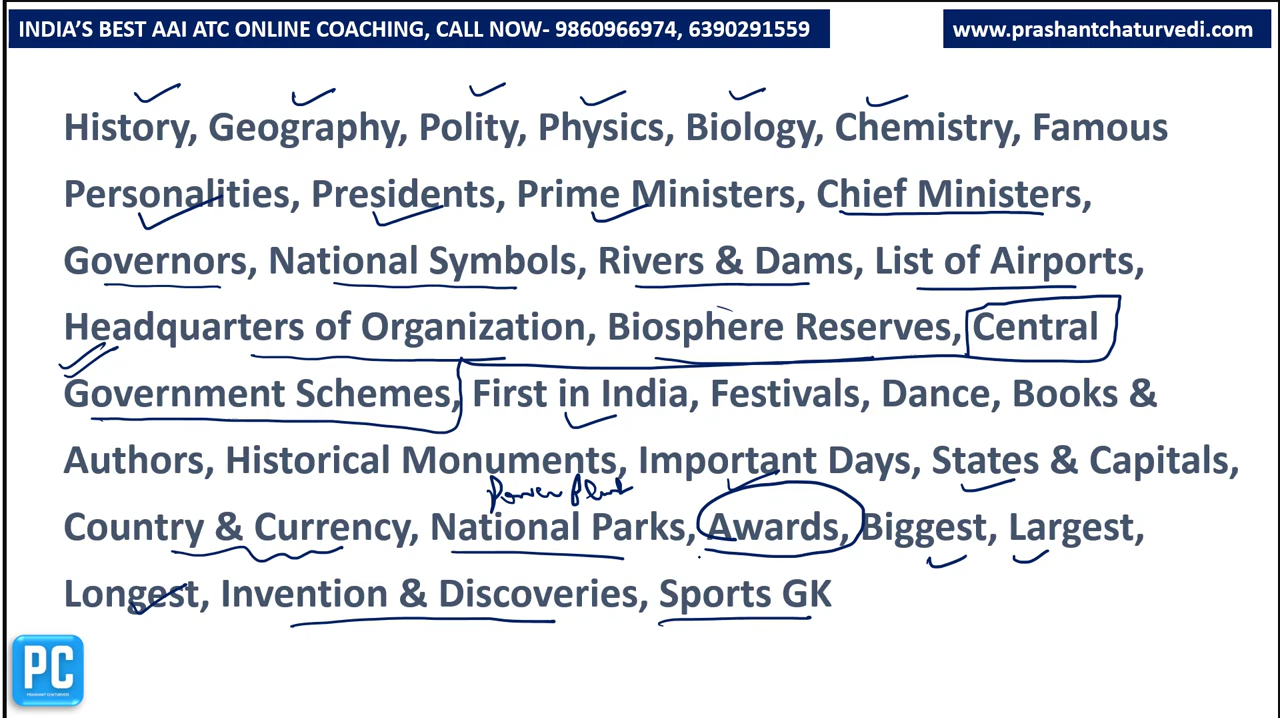 INDIA'S BEST AAI ATC ONLINE COACHING, CALL NOW- 9860966974, 6390291559
www.prashantchaturvedi.com
History, Geography, Polity, Physics, Biology, Chemistry, Famous
Personalities, Presidents, Prime Ministers, Chief Ministers,
Governors, National Symbols, Rivers & Dams, List of Airports,
Headquarters of Organization, Biosphere Reserves, Central
Government Schemes, First in India, Festivals, Dance, Books &
Authors, Historical Monuments, Important Days, States & Capitals,
Power Plant
Country & Currency, National Parks, Awards, Biggest, Largest,
Longest, Invention & Discoveries, Sports GK
PC
PRASHANT CHATURVEDI